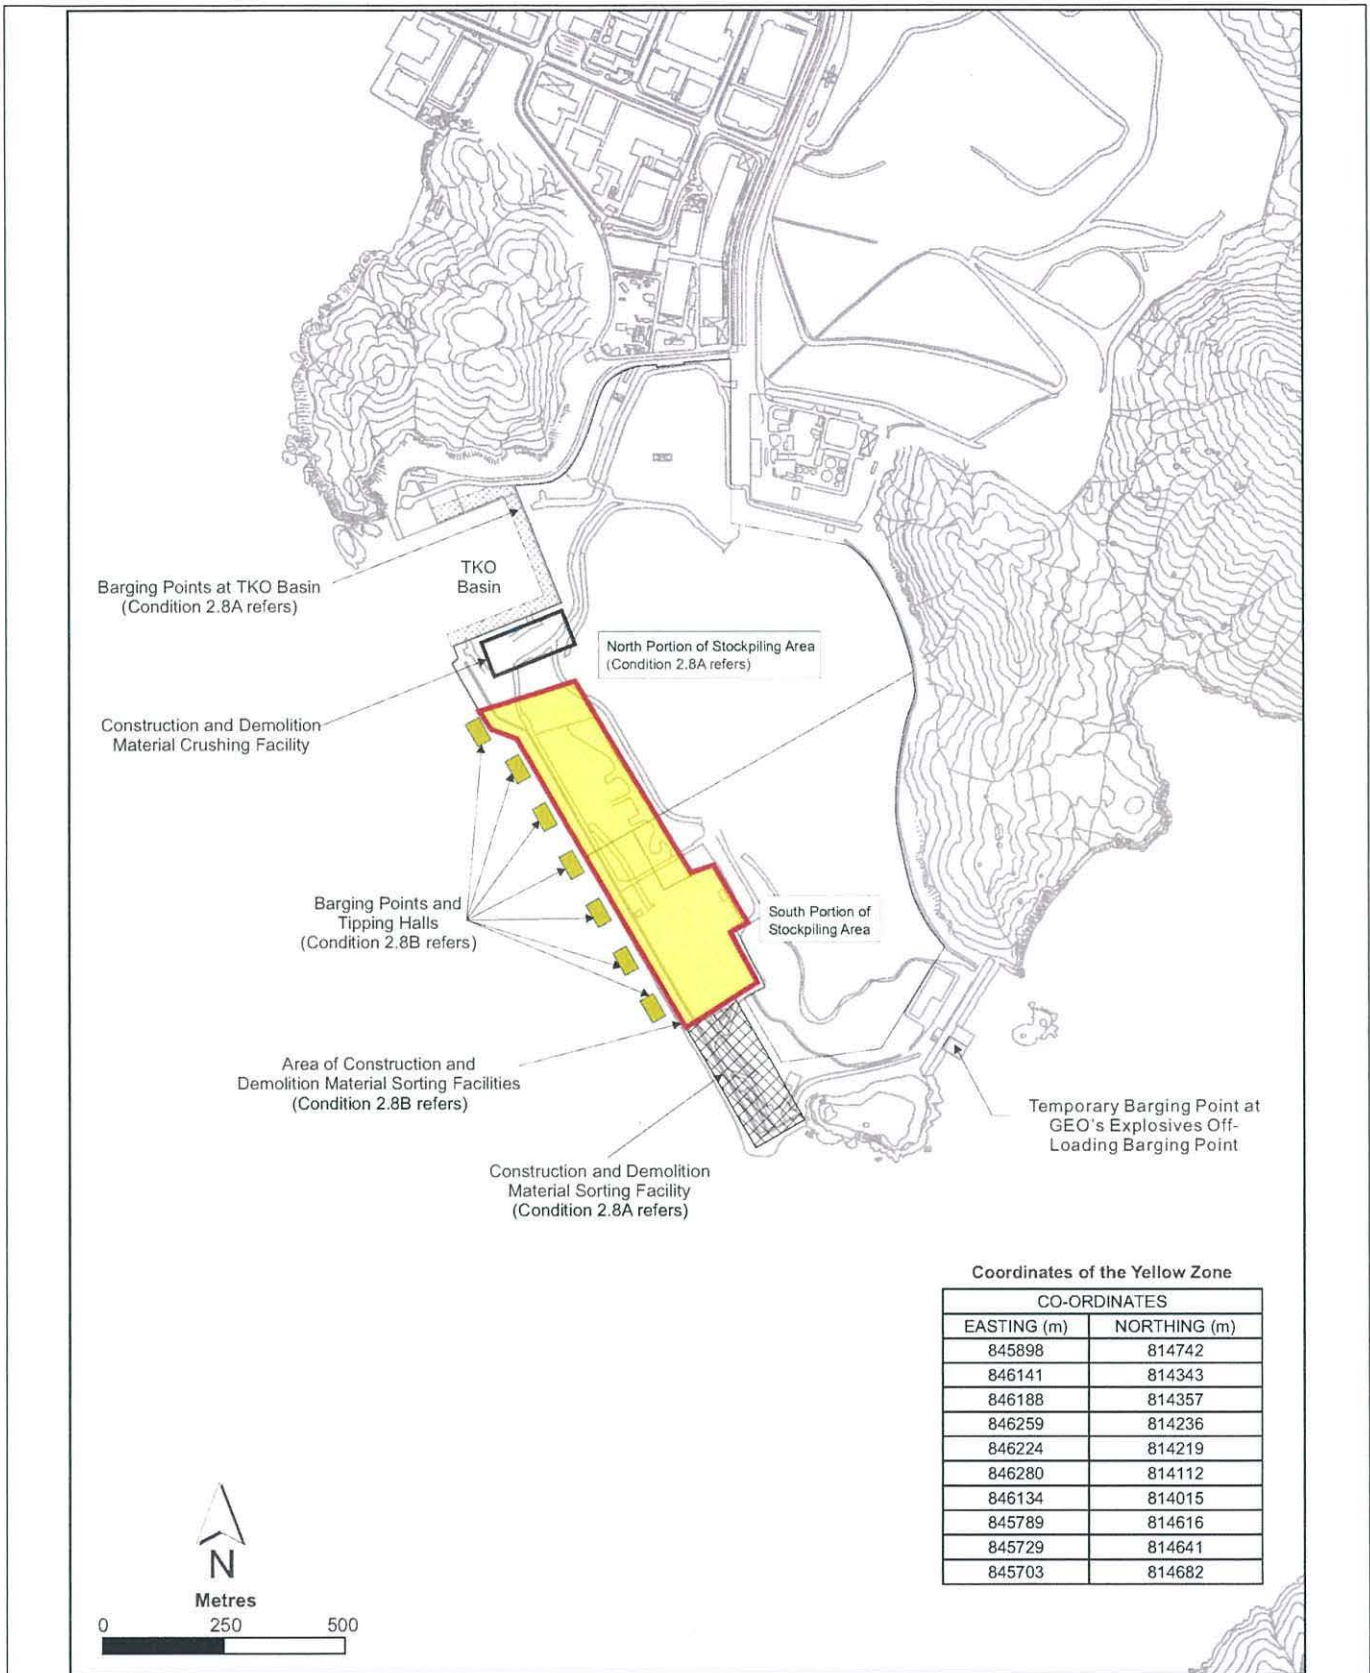 TKO
Basin
Barging Points at TKO Basin
(Condition 2.8A refers)
North Portion of Stockpiling Area
(Condition 2.8A refers)
Construction and Demolition
Material Crushing Facility
Barging Points and
Tipping Halls
(Condition 2.8B refers)
South Portion of
Stockpiling Area
Area of Construction and
Demolition Material Sorting Facilities
(Condition 2.8B refers)
Temporary Barging Point at
GEO's Explosives Off-
Loading Barging Point
Construction and Demolition
Material Sorting Facility
(Condition 2.8A refers)
Coordinates of the Yellow Zone
CO-ORDINATES
EASTING (m) NORTHING (m)
845898 814742
846141 814343
846188 814357
846259 814236
846224 814219
846280 814112
846134 814015
845789 814616
845729 814641
845703 814682
N
Metres
0 250 500